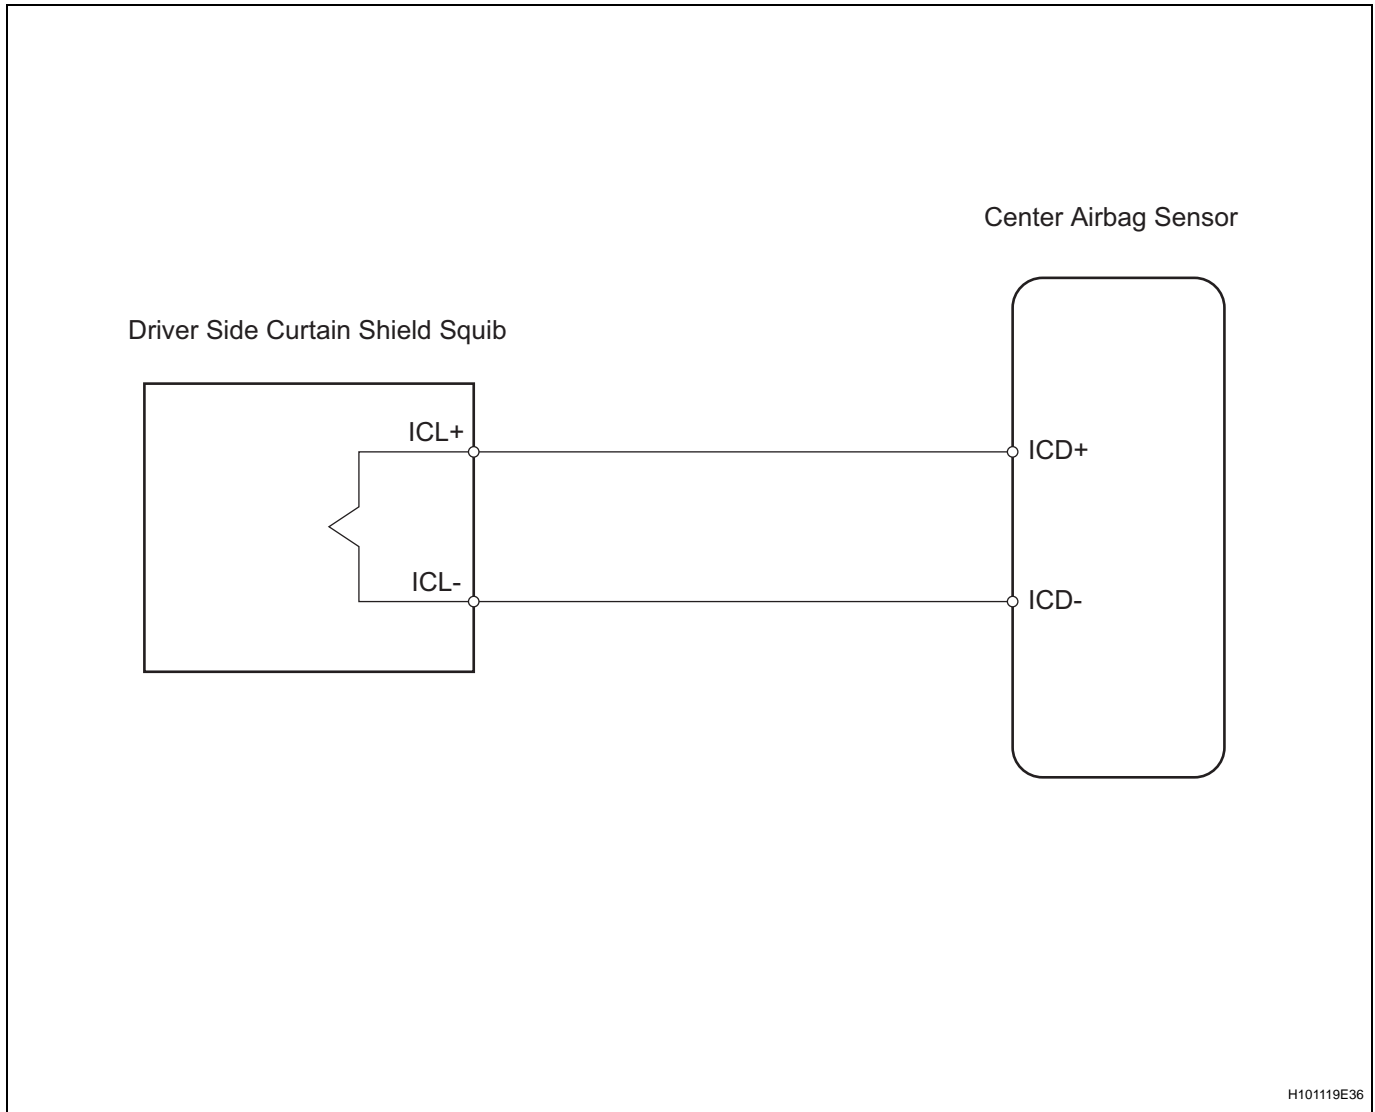 Center Airbag Sensor
Driver Side Curtain Shield Squib
ICL+
ICD+
ICL-
ICD-
H101119E36